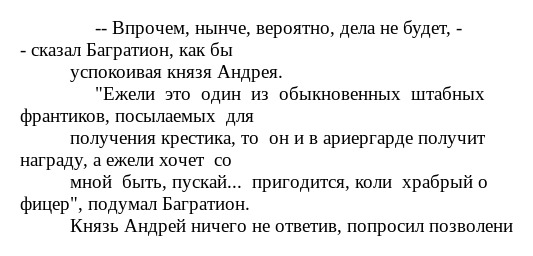 -- Впрочем, нынче, вероятно, дела не будет, -
- сказал Багратион, как бы
успокоивая князя Андрея.
"Ежели это один из обыкновенных штабных
франтиков, посылаемых для
получения крестика, то он и в ариергарде получит
награду, а ежели хочет со
мной быть, пускай... пригодится, коли храбрый о
фицер", подумал Багратион.
Князь Андрей ничего не ответив, попросил позволени